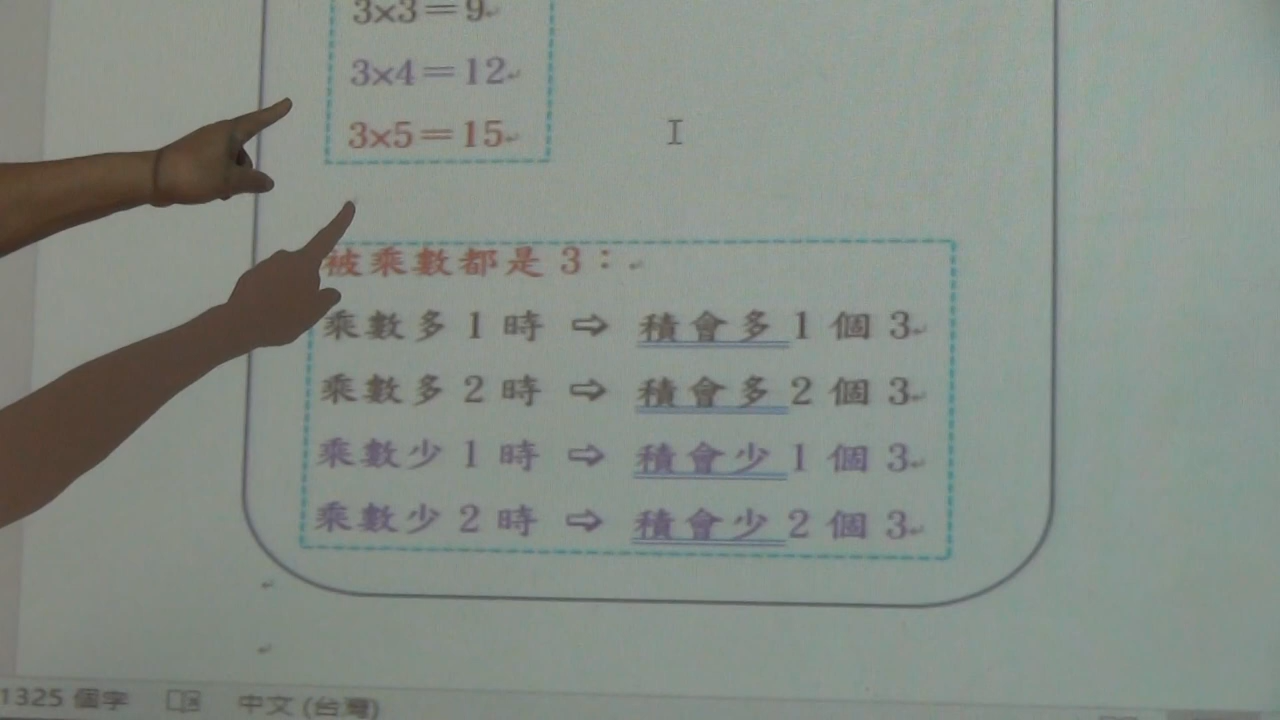 3×3=9
3×4=12
3×5=15
被乘數都是 3：
乘數多 1 時 ⇨ 積會多 1 個 3
乘數多 2 時 ⇨ 積會多 2 個 3
乘數少 1 時 ⇨ 積會少 1 個 3
乘數少 2 時 ⇨ 積會少 2 個 3
1325 個字 中文 (台灣)